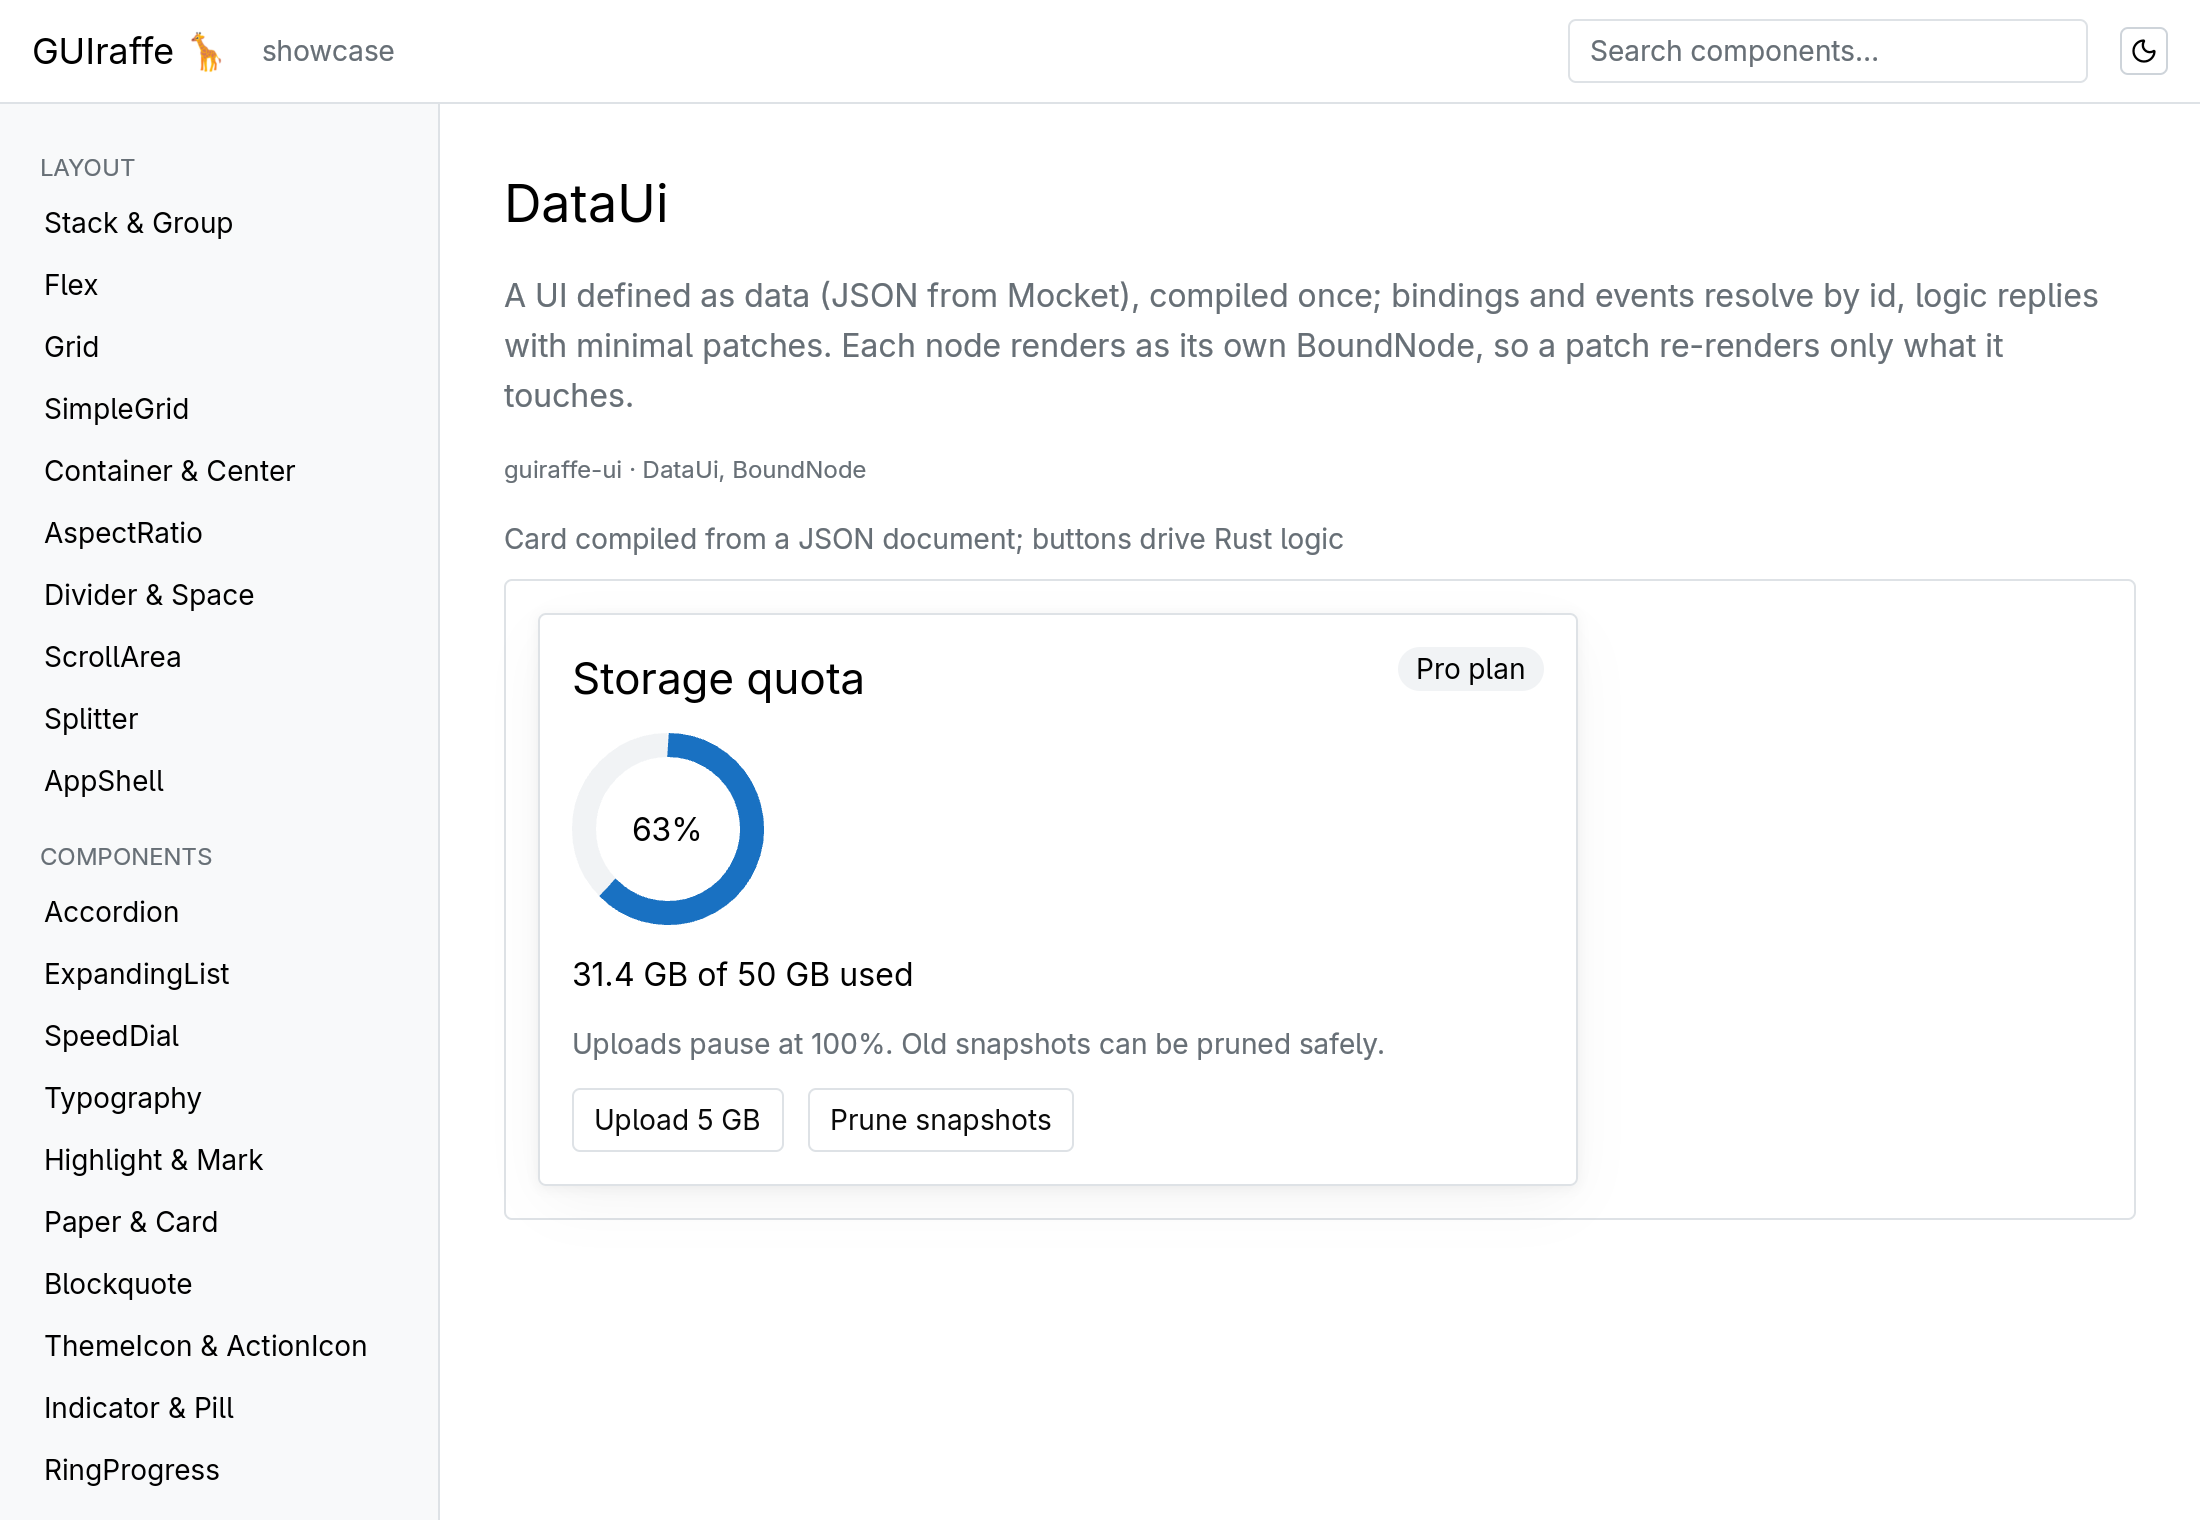 GUIraffe 🦒
showcase
Search components...
LAYOUT
Stack & Group
Flex
Grid
SimpleGrid
Container & Center
AspectRatio
Divider & Space
ScrollArea
Splitter
AppShell
COMPONENTS
Accordion
ExpandingList
SpeedDial
Typography
Highlight & Mark
Paper & Card
Blockquote
ThemeIcon & ActionIcon
Indicator & Pill
RingProgress
DataUi
A UI defined as data (JSON from Mocket), compiled once; bindings and events resolve by id, logic replies
with minimal patches. Each node renders as its own BoundNode, so a patch re-renders only what it
touches.
guiraffe-ui · DataUi, BoundNode
Card compiled from a JSON document; buttons drive Rust logic
Storage quota
Pro plan
63%
31.4 GB of 50 GB used
Uploads pause at 100%. Old snapshots can be pruned safely.
Upload 5 GB
Prune snapshots